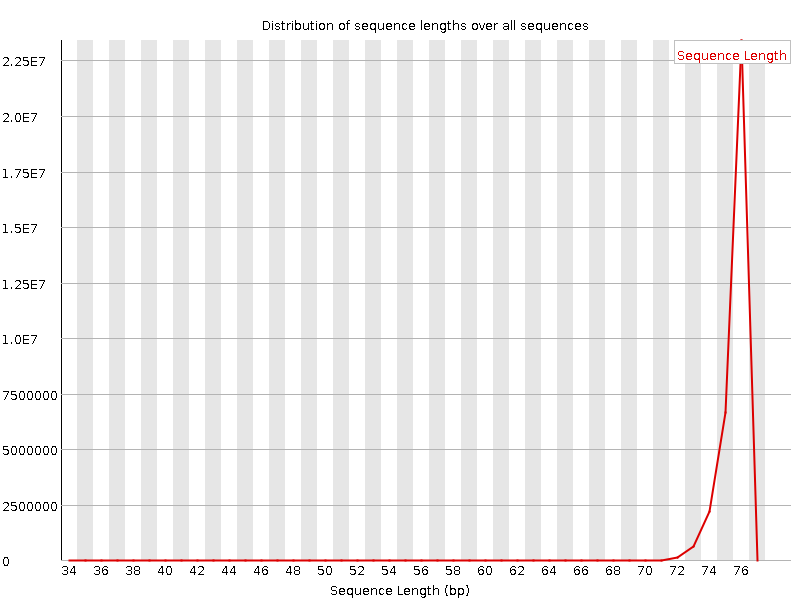 Distribution of sequence lengths over all sequences
Sequence Length
2.25E7
2.0E7
1.75E7
1.5E7
1.25E7
1.0E7
7500000
5000000
2500000
0
34 36 38 40 42 44 46 48 50 52 54 56 58 60 62 64 66 68 70 72 74 76
Sequence Length (bp)